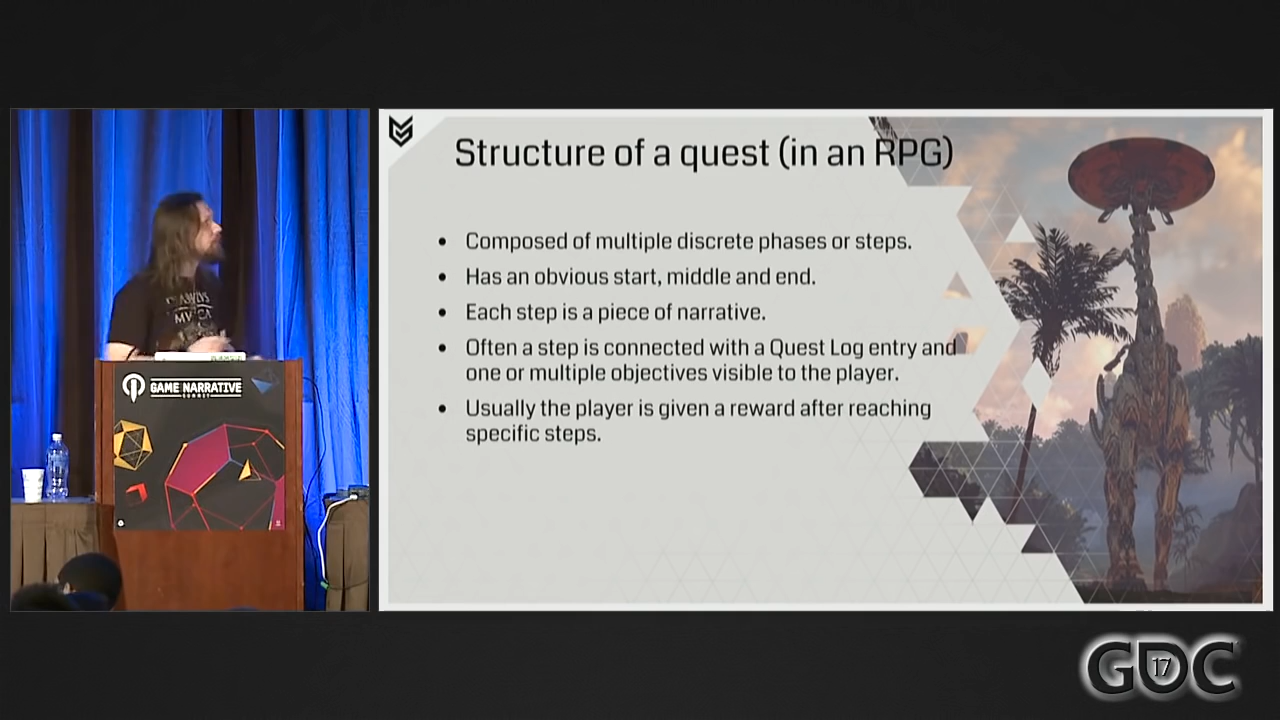 Structure of a quest (in an RPG)
• Composed of multiple discrete phases or steps.
• Has an obvious start, middle and end.
• Each step is a piece of narrative.
• Often a step is connected with a Quest Log entry and
one or multiple objectives visible to the player.
• Usually the player is given a reward after reaching
specific steps.
GAME NARRATIVE
SUMMIT
GDC
17